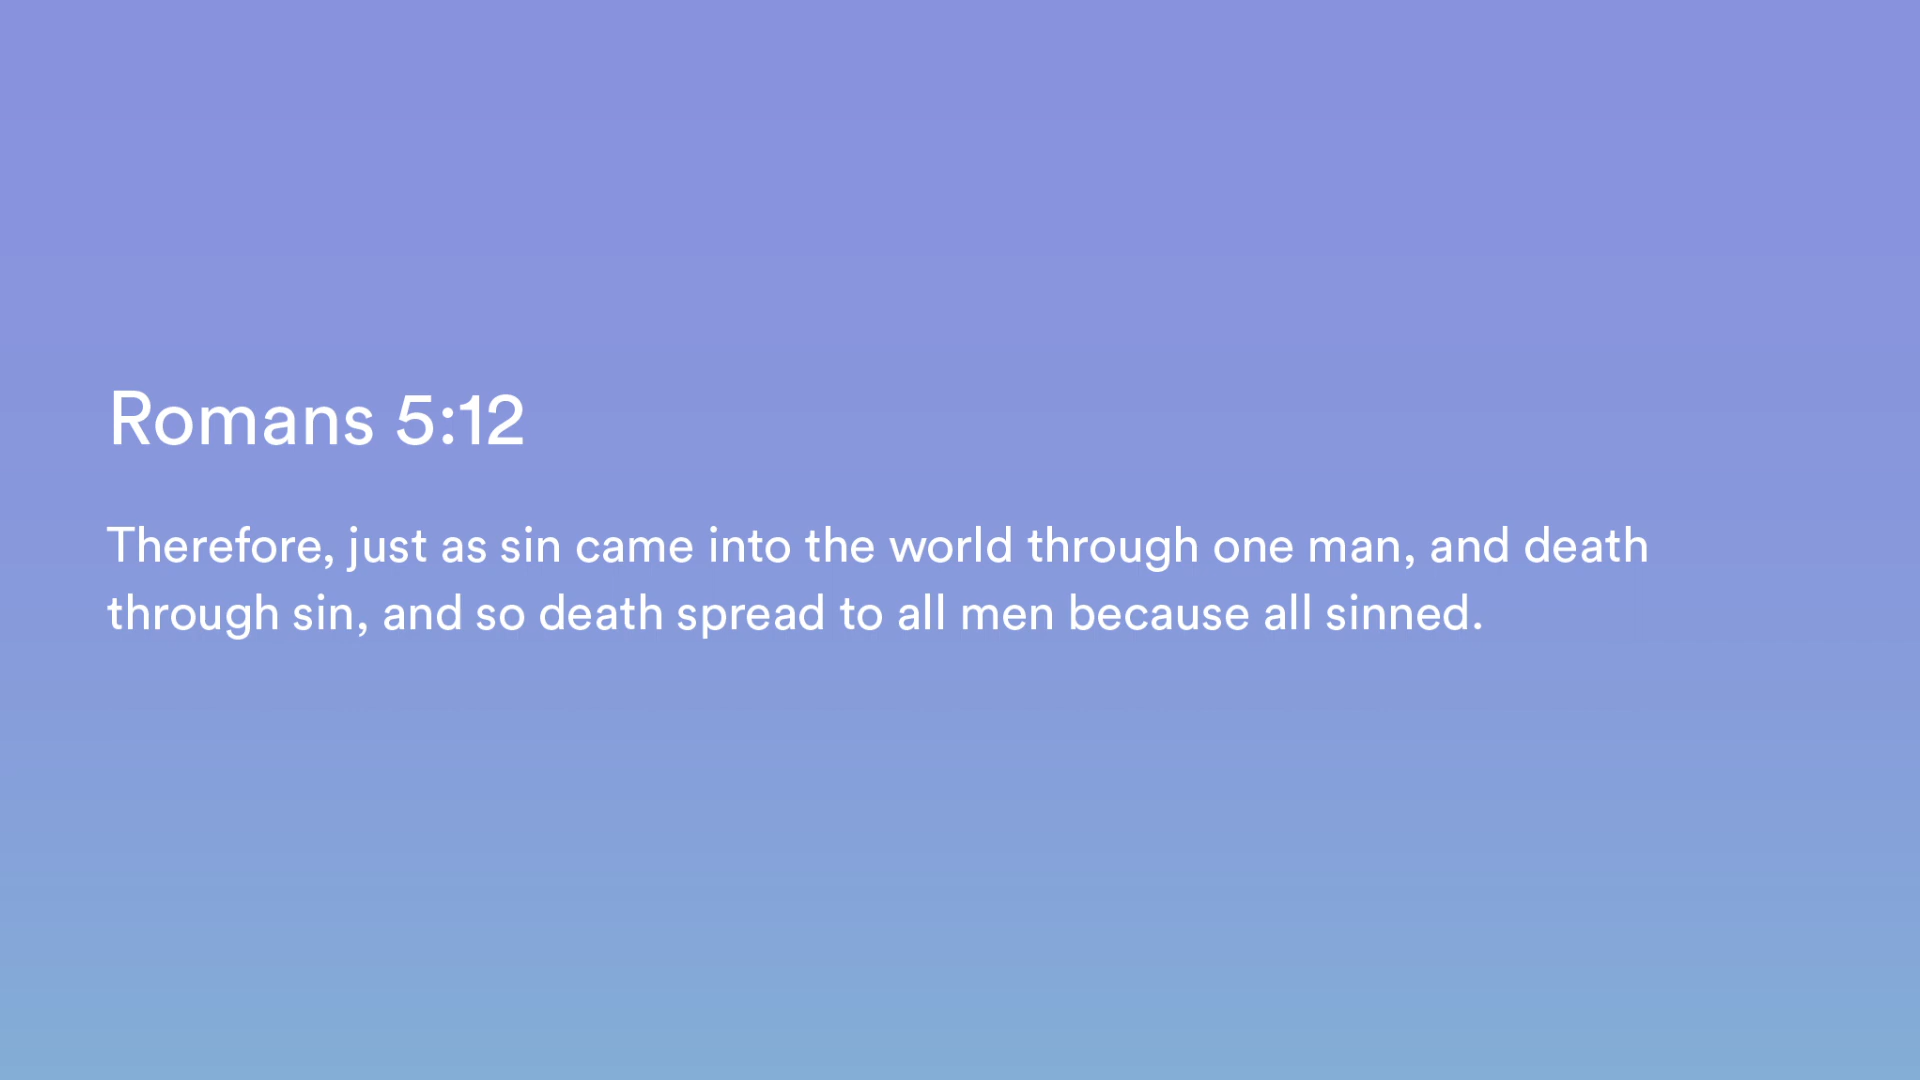 Romans 5:12
Therefore, just as sin came into the world through one man, and death
through sin, and so death spread to all men because all sinned.